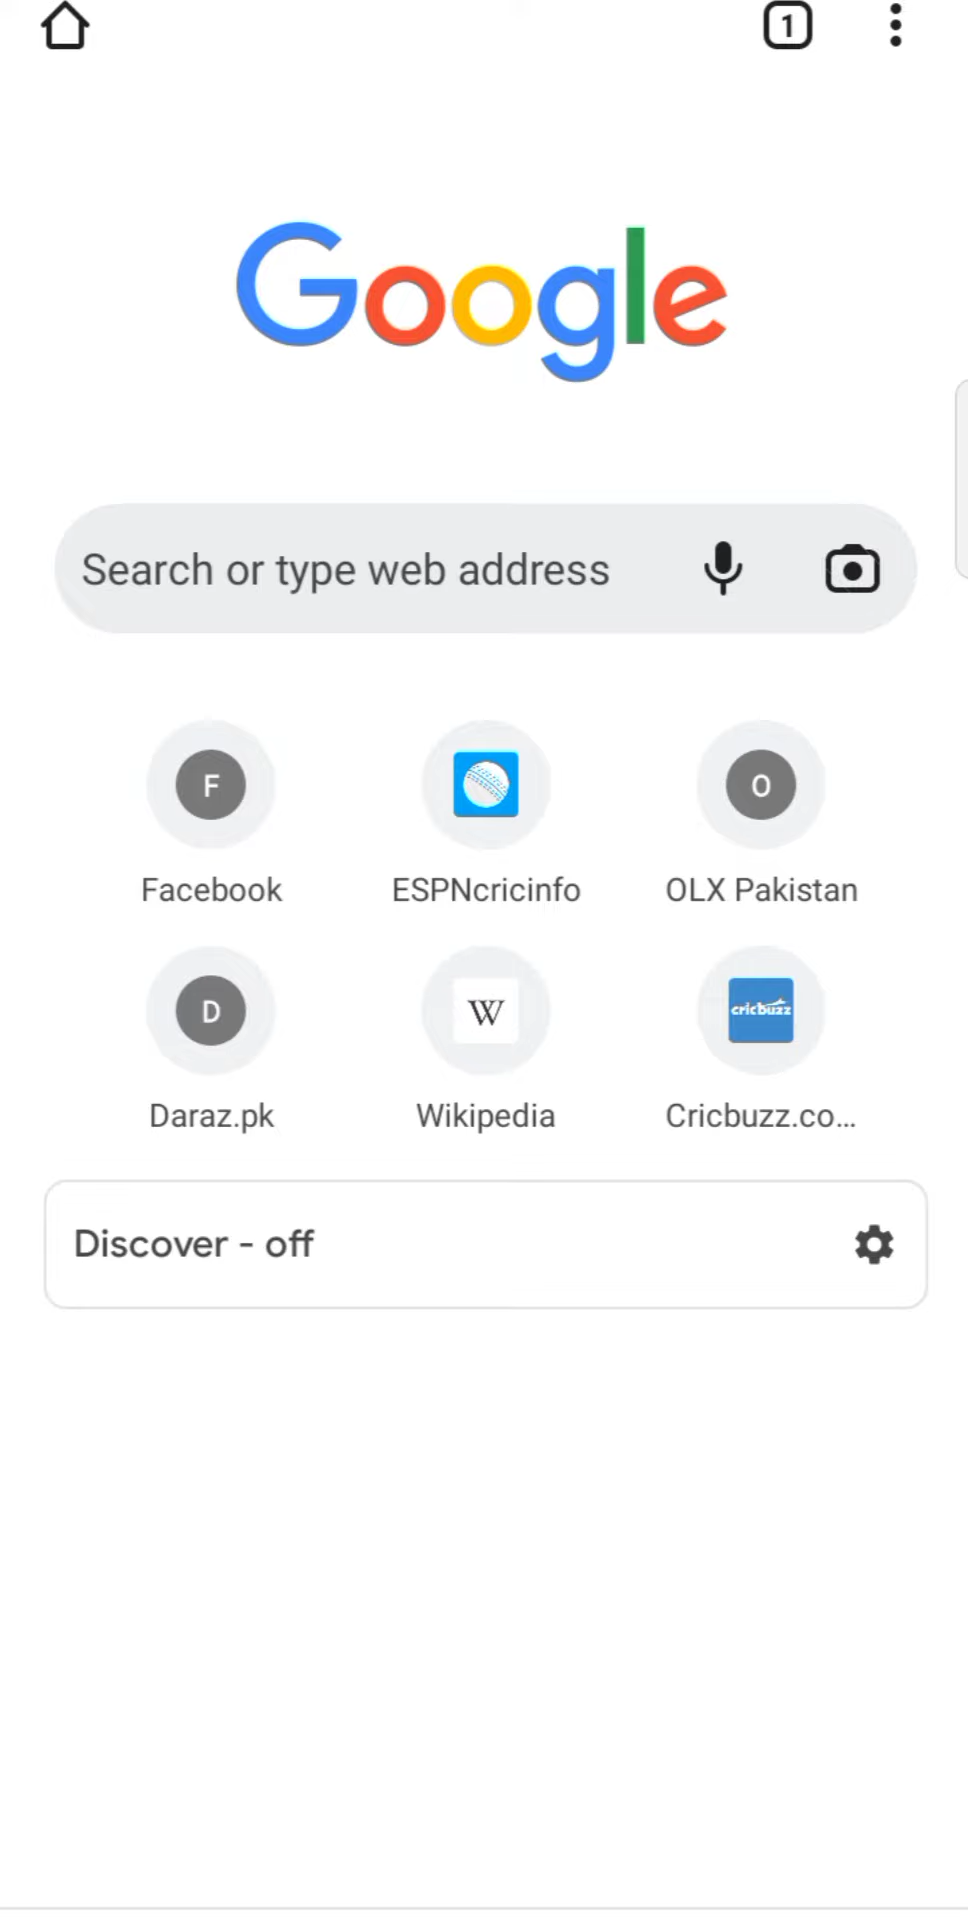 1
Google
Search or type web address
F
O
Facebook
ESPNcricinfo
OLX Pakistan
D
W
cricbuzz
Daraz.pk
Wikipedia
Cricbuzz.co...
Discover - off